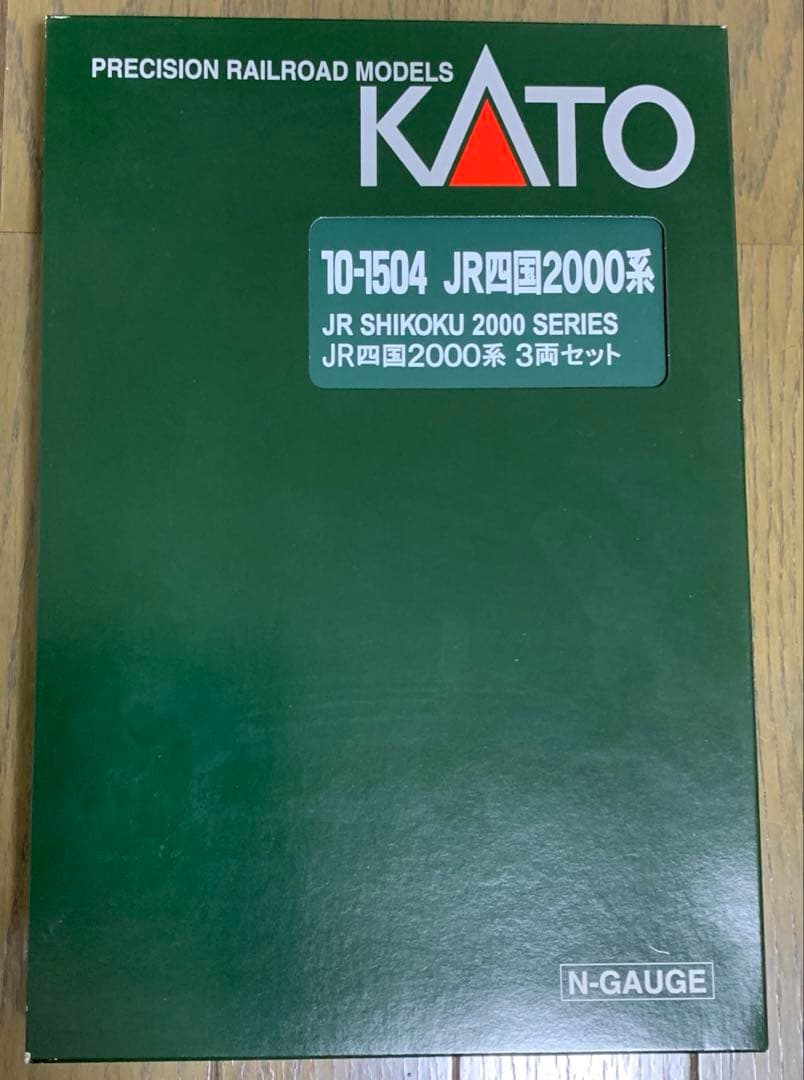 PRECISION RAILROAD MODELS
KATO
10-1504 JR四国2000系
JR SHIKOKU 2000 SERIES
JR四国2000系 3両セット
N-GAUGE